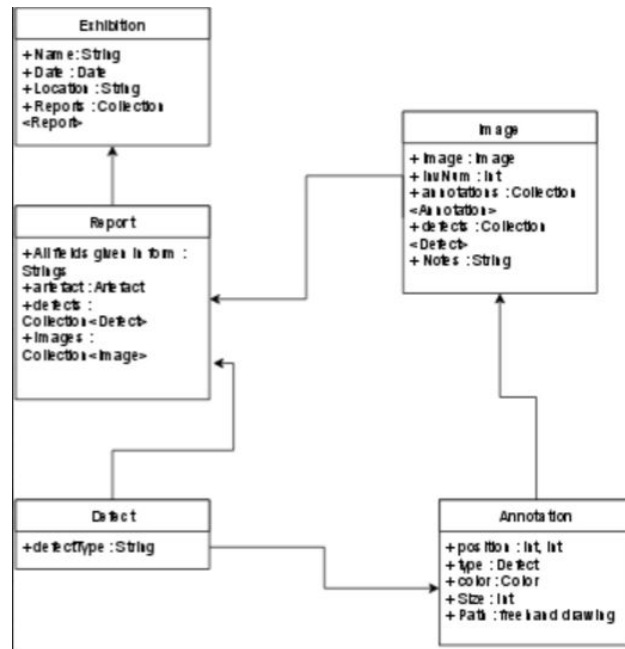 Exhibition
+ Name: String
+ Date : Date
+ Location : String
+ Reports : Collection
<Report>
Image
+ Image : Image
+ InvNum : Int
+ annotations : Collection
<Annotation>
+ defects : Collection
<Defect>
+ Notes : String
Report
+All fields given in form :
Strings
+artefact : Artefact
+defects :
Collection<Defect>
+Images :
Collection<Image>
Defect
+defectType : String
Annotation
+position : Int, Int
+type : Defect
+color : Color
+Size : Int
+Path : freehand drawing